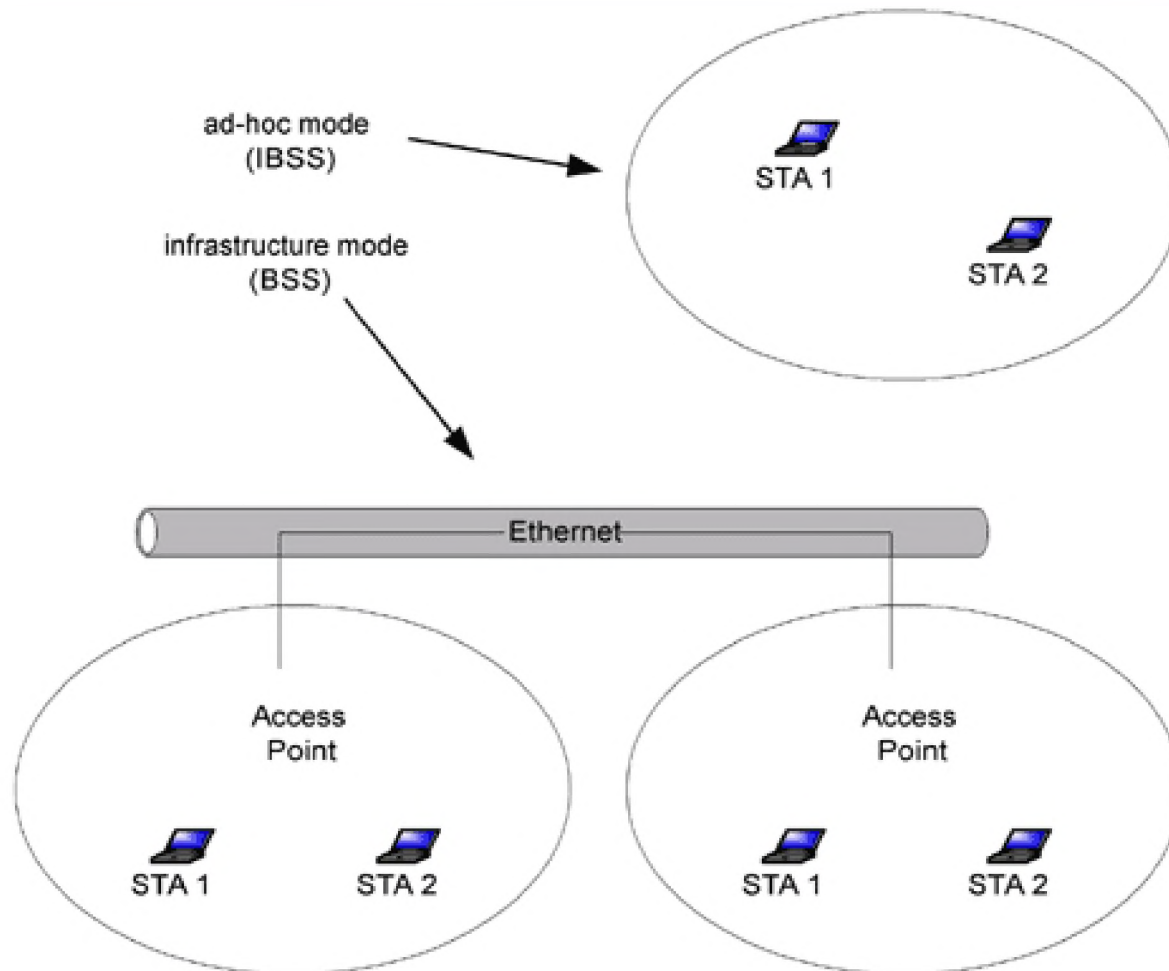 ad-hoc mode
(IBSS)
STA 1
STA 2
infrastructure mode
(BSS)
Ethernet
Access
Point
STA 1
STA 2
Access
Point
STA 1
STA 2